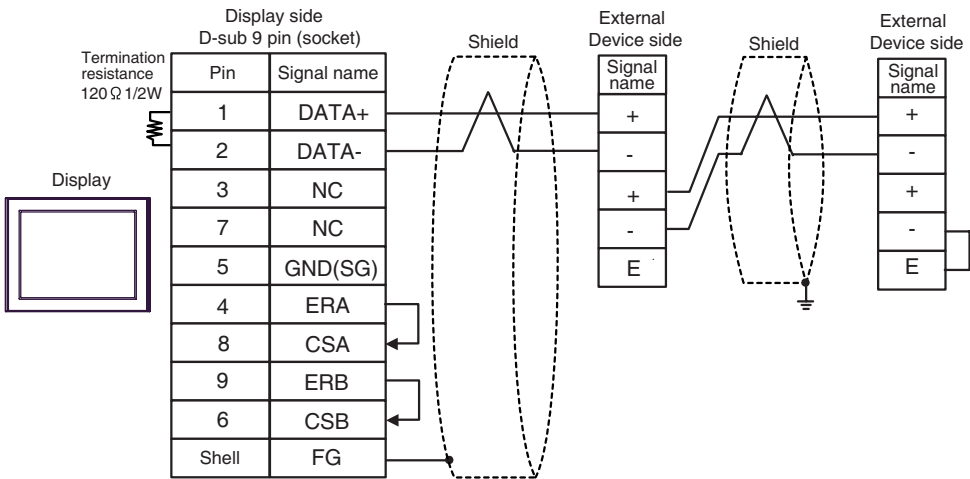 Display side
D-sub 9 pin (socket)
Termination
resistance
120 Ω 1/2W
Pin Signal name
1 DATA+
2 DATA-
3 NC
7 NC
5 GND(SG)
4 ERA
8 CSA
9 ERB
6 CSB
Shell FG
Display
Shield
External
Device side
Signal
name
+
-
+
-
E
Shield
External
Device side
Signal
name
+
-
+
-
E